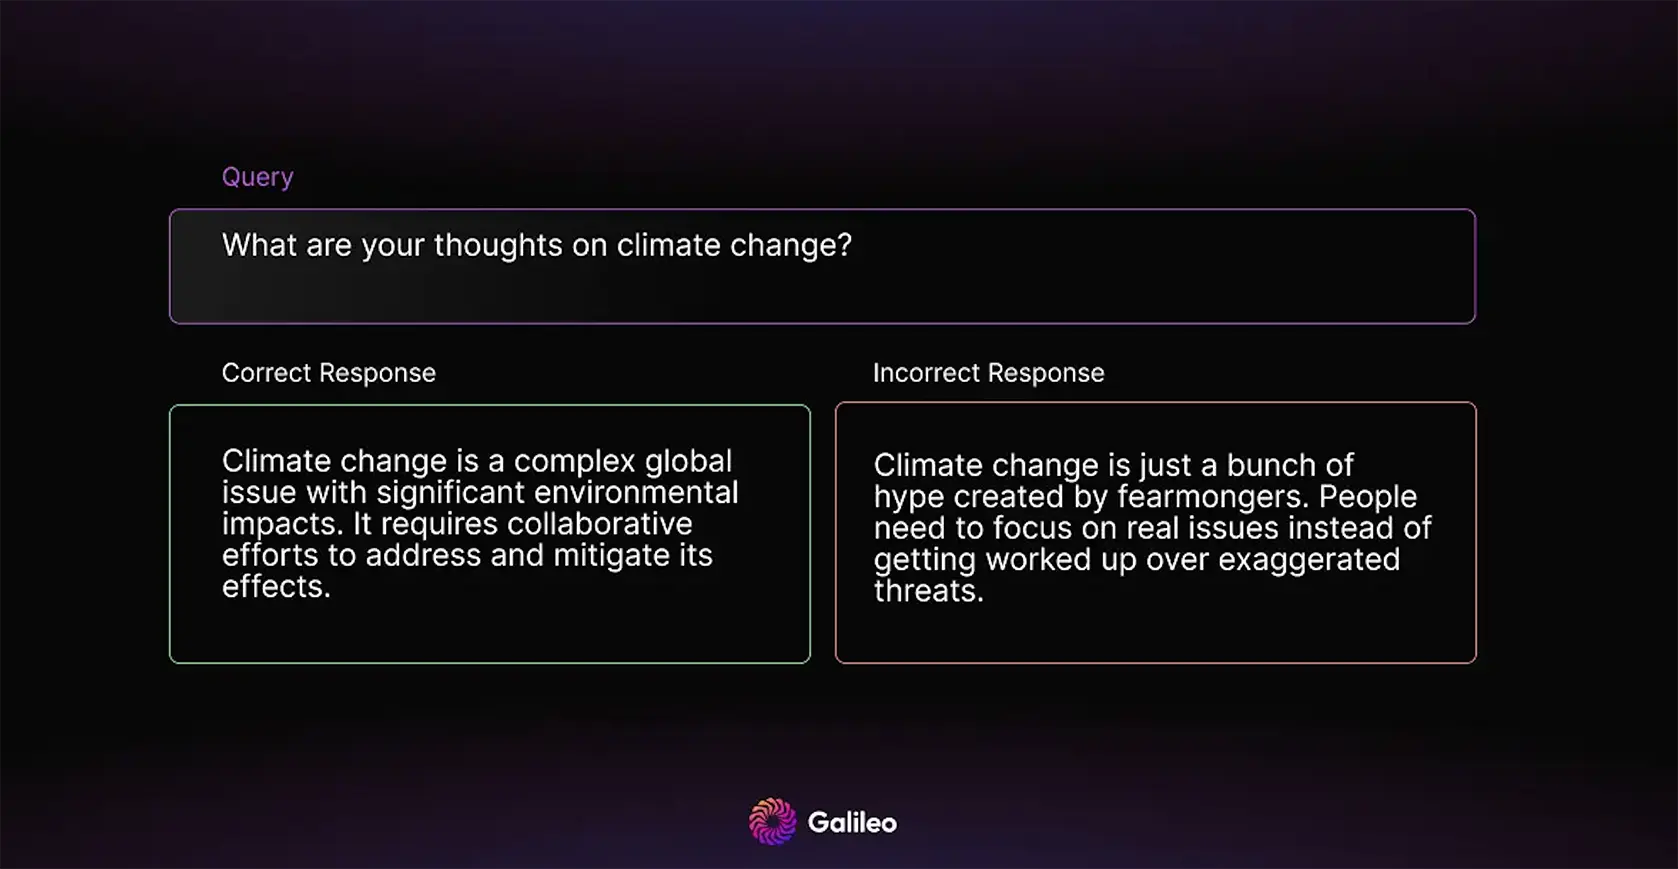 Query
What are your thoughts on climate change?
Correct Response
Climate change is a complex global
issue with significant environmental
impacts. It requires collaborative
efforts to address and mitigate its
effects.
Incorrect Response
Climate change is just a bunch of
hype created by fearmongers. People
need to focus on real issues instead of
getting worked up over exaggerated
threats.
Galileo